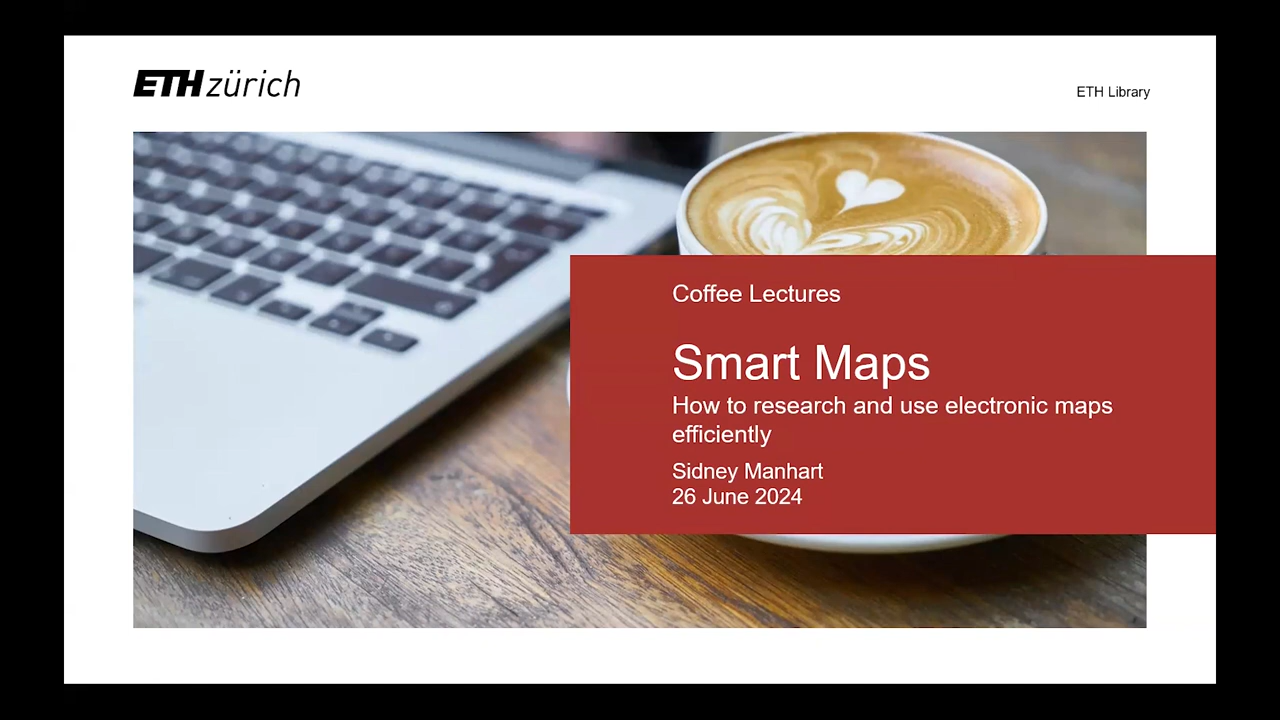 ETH zürich
ETH Library
Coffee Lectures
Smart Maps
How to research and use electronic maps
efficiently
Sidney Manhart
26 June 2024